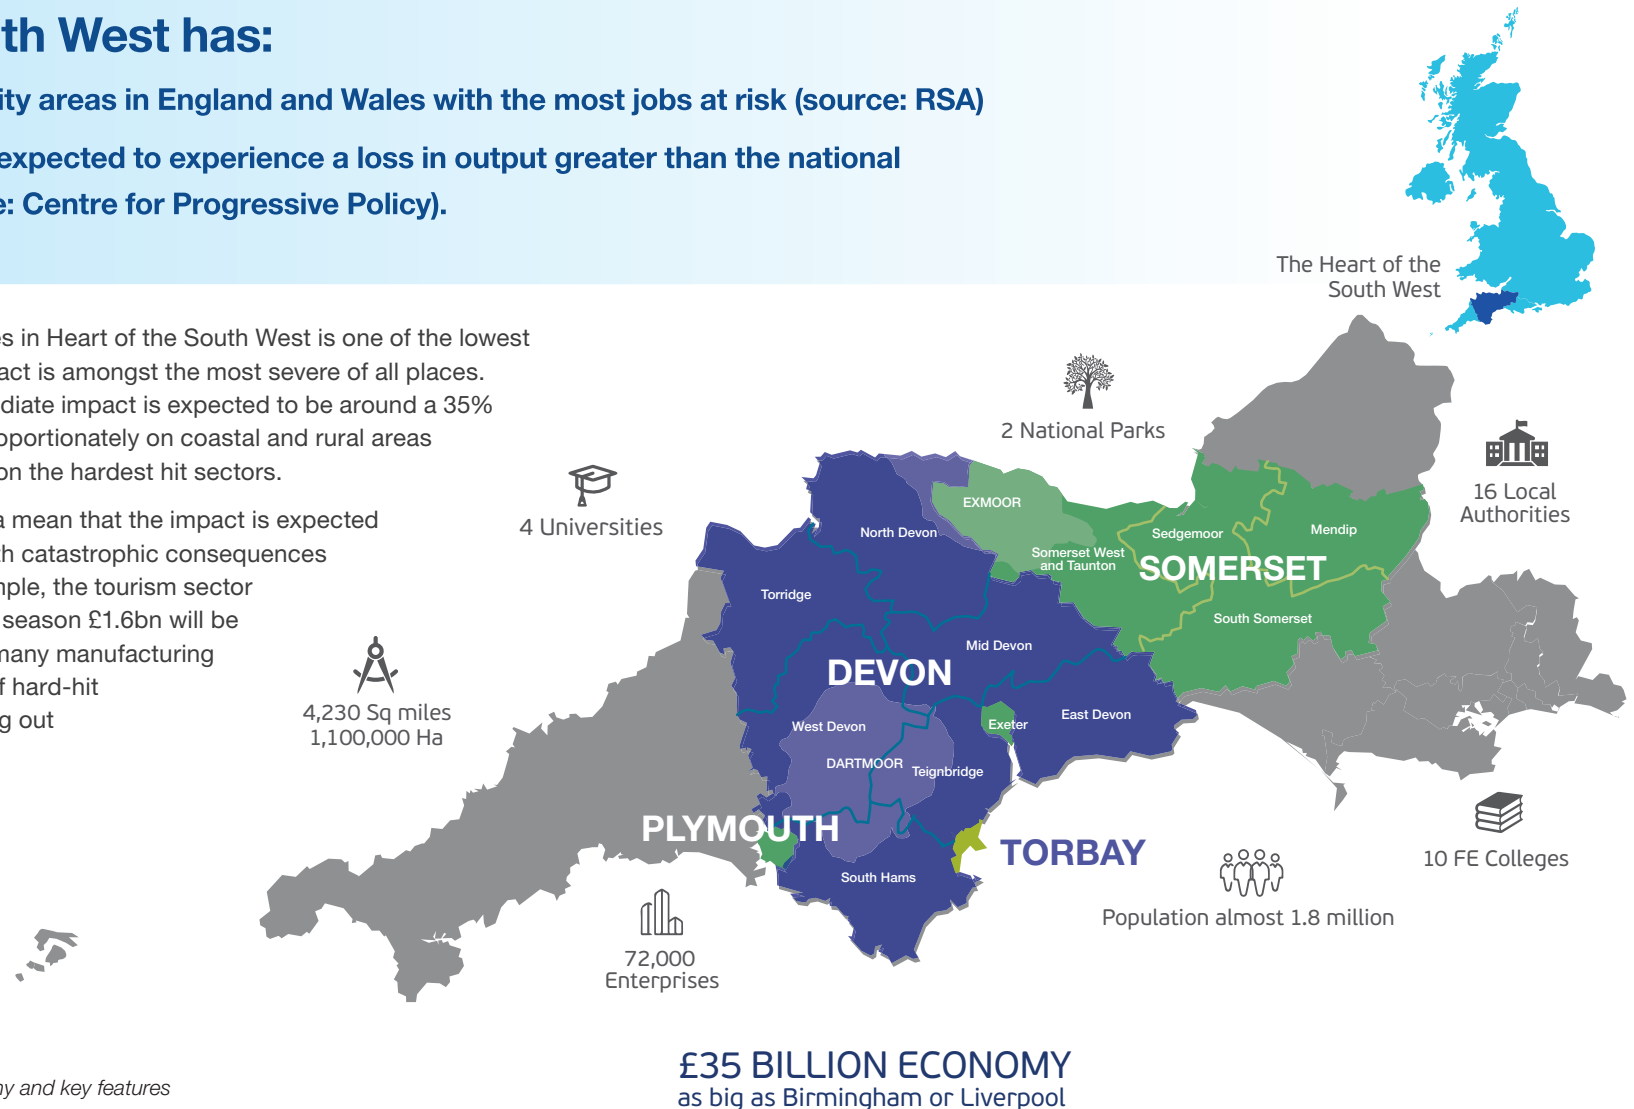 th West has:
ity areas in England and Wales with the most jobs at risk (source: RSA)
expected to experience a loss in output greater than the national
e: Centre for Progressive Policy).
The Heart of the
South West
es in Heart of the South West is one of the lowest
act is amongst the most severe of all places.
diate impact is expected to be around a 35%
oportionately on coastal and rural areas
on the hardest hit sectors.
a mean that the impact is expected
th catastrophic consequences
mple, the tourism sector
season £1.6bn will be
many manufacturing
f hard-hit
g out
2 National Parks
16 Local
Authorities
4 Universities
4,230 Sq miles
1,100,000 Ha
EXMOOR
North Devon
Somerset West
and Taunton
Sedgemoor
Mendip
SOMERSET
South Somerset
Torridge
Mid Devon
DEVON
West Devon
Exeter
East Devon
DARTMOOR
Teignbridge
PLYMOUTH
TORBAY
South Hams
10 FE Colleges
Population almost 1.8 million
72,000
Enterprises
£35 BILLION ECONOMY
as big as Birmingham or Liverpool
ny and key features